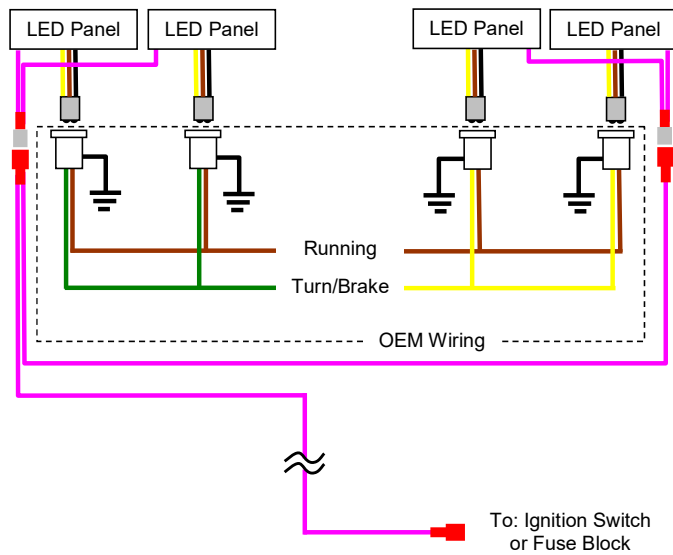 LED Panel
LED Panel
LED Panel
LED Panel
Running
Turn/Brake
OEM Wiring
To: Ignition Switch
or Fuse Block